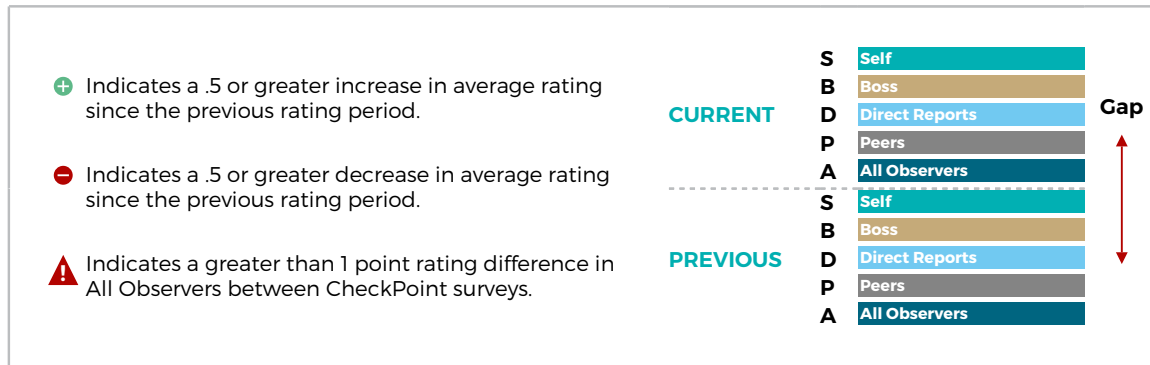 Indicates a .5 or greater increase in average rating
since the previous rating period.
Indicates a .5 or greater decrease in average rating
since the previous rating period.
Indicates a greater than 1 point rating difference in
All Observers between CheckPoint surveys.
CURRENT
S Self
B Boss
D Direct Reports
P Peers
A All Observers
PREVIOUS
S Self
B Boss
D Direct Reports
P Peers
A All Observers
Gap